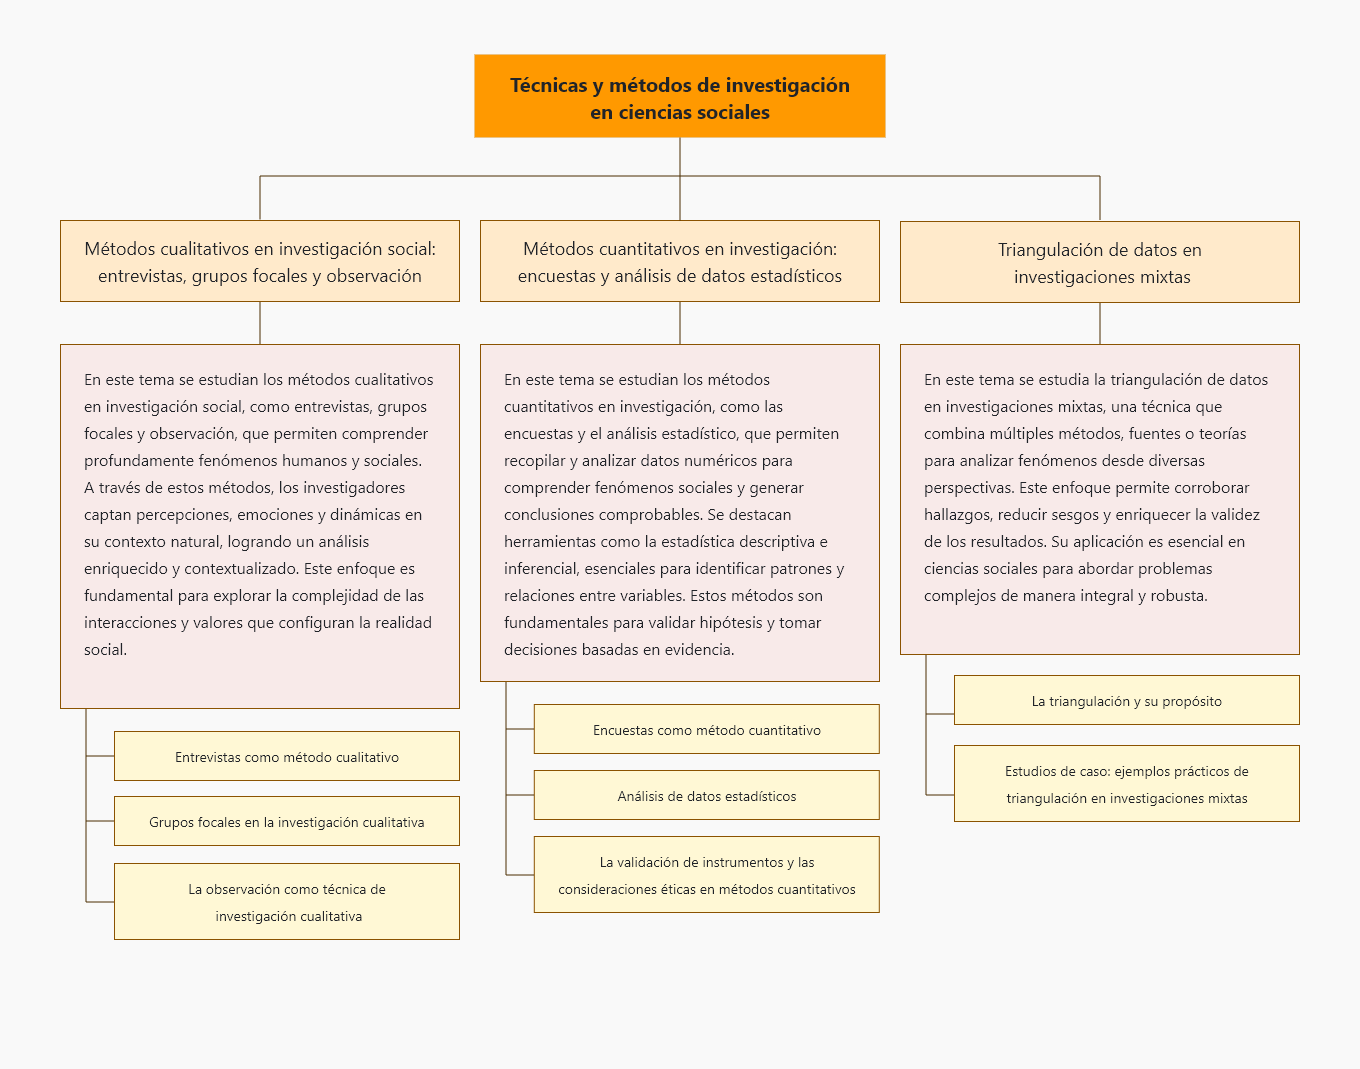 Técnicas y métodos de investigación
en ciencias sociales
Métodos cualitativos en investigación social:
entrevistas, grupos focales y observación
En este tema se estudian los métodos cualitativos
en investigación social, como entrevistas, grupos
focales y observación, que permiten comprender
profundamente fenómenos humanos y sociales.
A través de estos métodos, los investigadores
captan percepciones, emociones y dinámicas en
su contexto natural, logrando un análisis
enriquecido y contextualizado. Este enfoque es
fundamental para explorar la complejidad de las
interacciones y valores que configuran la realidad
social.
Entrevistas como método cualitativo
Grupos focales en la investigación cualitativa
La observación como técnica de
investigación cualitativa
Métodos cuantitativos en investigación:
encuestas y análisis de datos estadísticos
En este tema se estudian los métodos
cuantitativos en investigación, como las
encuestas y el análisis estadístico, que permiten
recopilar y analizar datos numéricos para
comprender fenómenos sociales y generar
conclusiones comprobables. Se destacan
herramientas como la estadística descriptiva e
inferencial, esenciales para identificar patrones y
relaciones entre variables. Estos métodos son
fundamentales para validar hipótesis y tomar
decisiones basadas en evidencia.
Encuestas como método cuantitativo
Análisis de datos estadísticos
La validación de instrumentos y las
consideraciones éticas en métodos cuantitativos
Triangulación de datos en
investigaciones mixtas
En este tema se estudia la triangulación de datos
en investigaciones mixtas, una técnica que
combina múltiples métodos, fuentes o teorías
para analizar fenómenos desde diversas
perspectivas. Este enfoque permite corroborar
hallazgos, reducir sesgos y enriquecer la validez
de los resultados. Su aplicación es esencial en
ciencias sociales para abordar problemas
complejos de manera integral y robusta.
La triangulación y su propósito
Estudios de caso: ejemplos prácticos de
triangulación en investigaciones mixtas